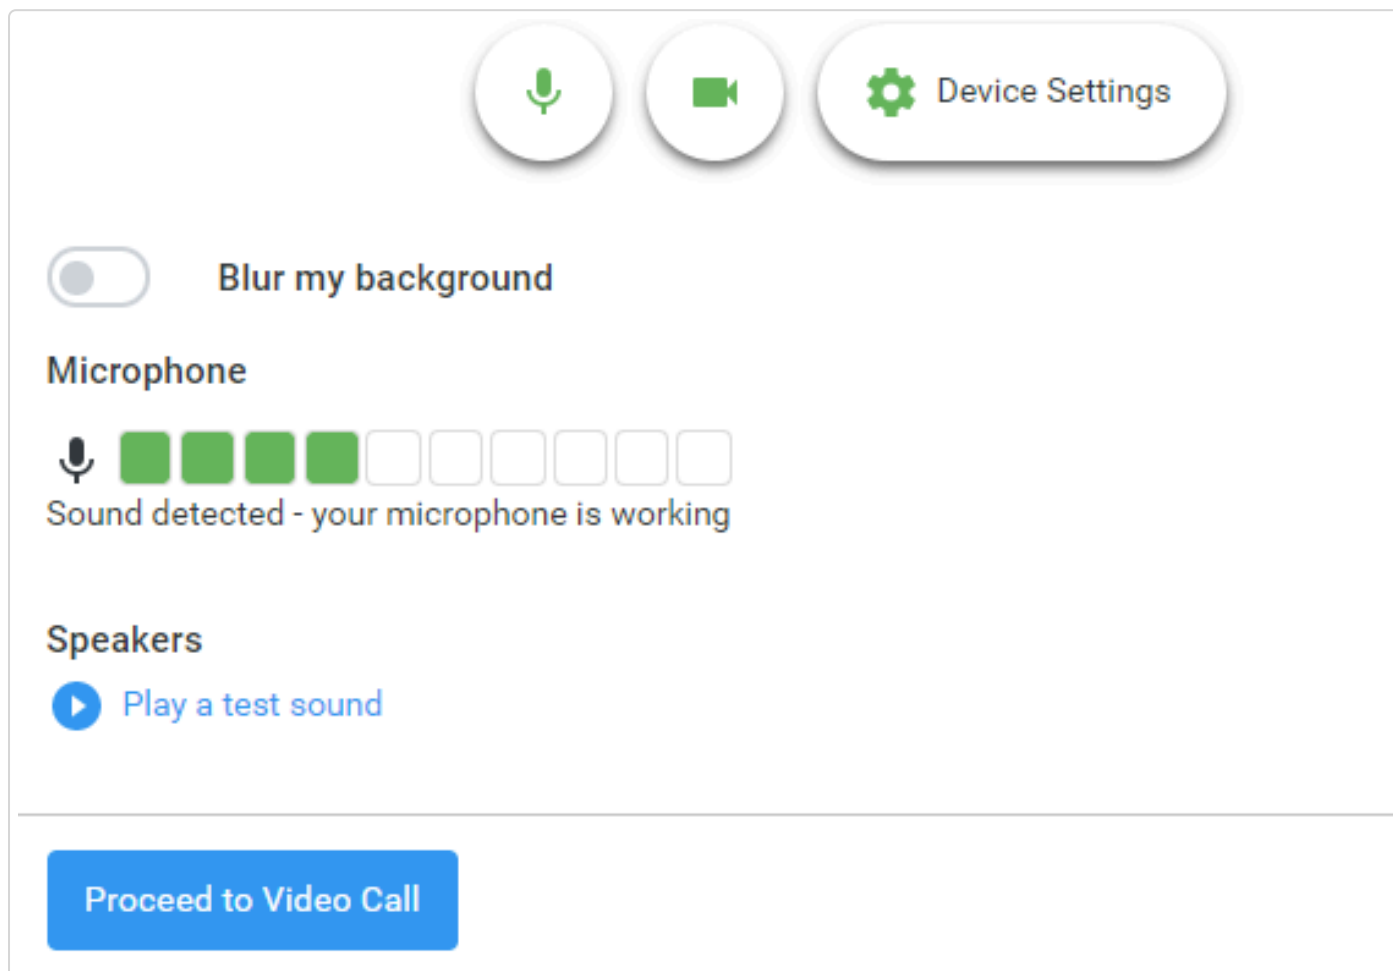 Device Settings
Blur my background
Microphone
Sound detected - your microphone is working
Speakers
Play a test sound
Proceed to Video Call